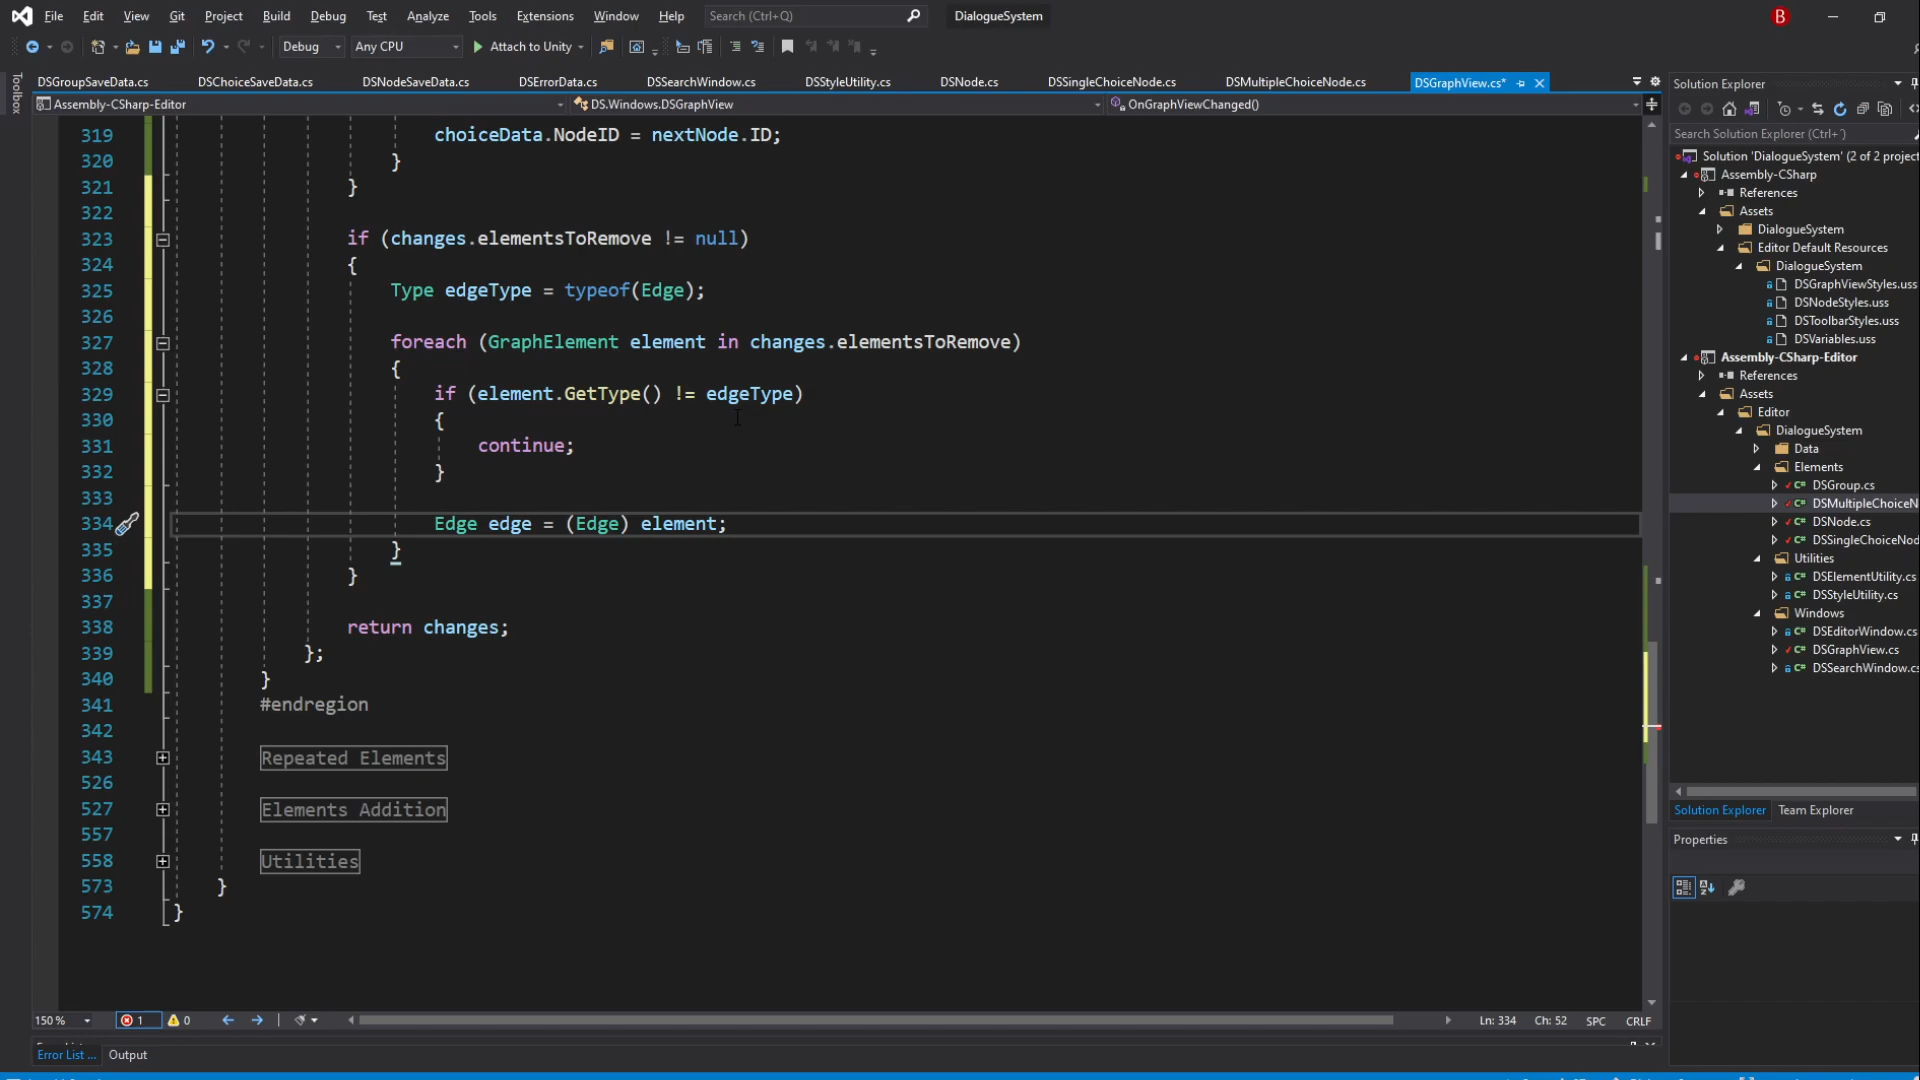 File Edit View Git Project Build Debug Test Analyze Tools Extensions Window Help Search (Ctrl+Q) DialogueSystem B
Debug Any CPU Attach to Unity
Toolbox
DSGroupSaveData.cs DSChoiceSaveData.cs DSNodeSaveData.cs DSErrorData.cs DSSearchWindow.cs DSStyleUtility.cs DSNode.cs DSSingleChoiceNode.cs DSMultipleChoiceNode.cs DSGraphView.cs*
Assembly-CSharp-Editor DS.Windows.DSGraphView OnGraphViewChanged()
319 choiceData.NodeID = nextNode.ID;
320 }
321 }
322
323 if (changes.elementsToRemove != null)
324 {
325 Type edgeType = typeof(Edge);
326
327 foreach (GraphElement element in changes.elementsToRemove)
328 {
329 if (element.GetType() != edgeType)
330 {
331 continue;
332 }
333
334 Edge edge = (Edge) element;
335 }
336 }
337
338 return changes;
339 };
340 }
341 #endregion
342
343 Repeated Elements
526
527 Elements Addition
557
558 Utilities
573 }
574 }
150 % 1 0 Ln: 334 Ch: 52 SPC CRLF
Error List ... Output
Solution Explorer
Search Solution Explorer (Ctrl+´)
Solution 'DialogueSystem' (2 of 2 project
Assembly-CSharp
References
Assets
DialogueSystem
Editor Default Resources
DialogueSystem
DSGraphViewStyles.uss
DSNodeStyles.uss
DSToolbarStyles.uss
DSVariables.uss
Assembly-CSharp-Editor
References
Assets
Editor
DialogueSystem
Data
Elements
DSGroup.cs
DSMultipleChoiceN
DSNode.cs
DSSingleChoiceNod
Utilities
DSElementUtility.cs
DSStyleUtility.cs
Windows
DSEditorWindow.cs
DSGraphView.cs
DSSearchWindow.cs
Solution Explorer Team Explorer
Properties